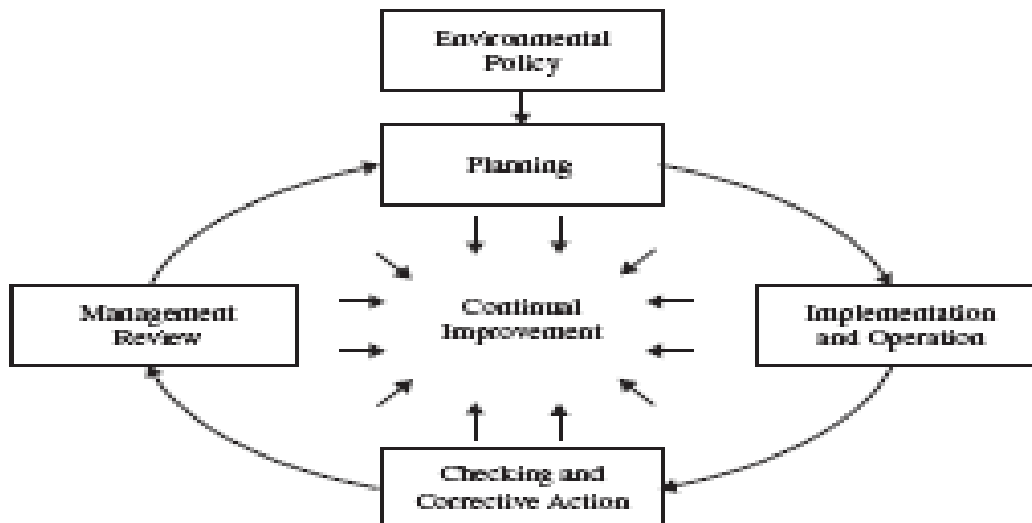 Environmental
Policy
Planning
Management
Review
Continual
Improvement
Implementation
and Operation
Checking and
Corrective Action